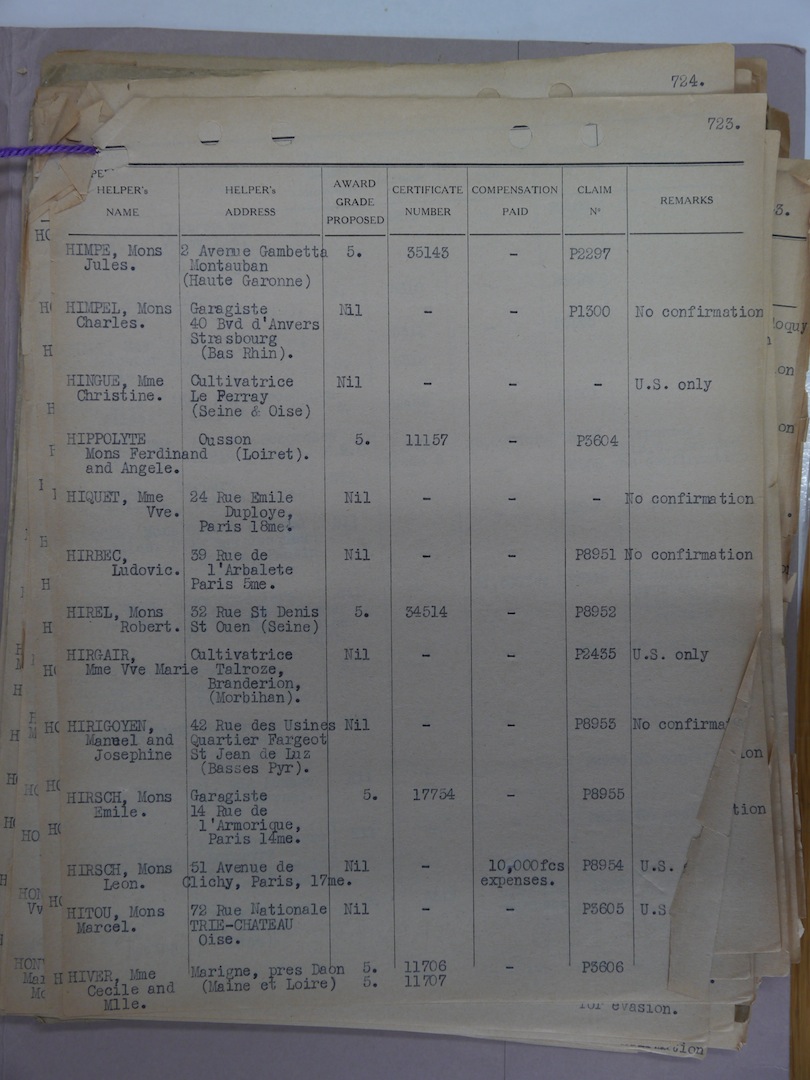 724.
723.
HELPER's NAME
HELPER's ADDRESS
AWARD GRADE PROPOSED
CERTIFICATE NUMBER
COMPENSATION PAID
CLAIM Nº
REMARKS
HIMPE, Mons 2 Avenue Gambetta 5. 35143 - P2297
Jules. Montauban
(Haute Garonne)
HIMPEL, Mons Garagiste Nil - - P1300 No confirmation
Charles. 40 Bvd d'Anvers
Strasbourg
(Bas Rhin).
HINGUE, Mme Cultivatrice Nil - - - U.S. only
Christine. Le Perray
(Seine & Oise)
HIPPOLYTE Ousson 5. 11157 - P3604
Mons Ferdinand (Loiret).
and Angele.
HIQUET, Mme 24 Rue Emile Nil - - - No confirmation
Vve. Duploye,
Paris 18me.
HIRBEC, 39 Rue de Nil - - P8951 No confirmation
Ludovic. l'Arbalete
Paris 5me.
HIREL, Mons 32 Rue St Denis 5. 34514 - P8952
Robert. St Ouen (Seine)
HIRGAIR, Cultivatrice Nil - - P2435 U.S. only
Mme Vve Marie Talroze,
Branderion,
(Morbihan).
HIRIGOYEN, 42 Rue des Usines Nil - - P8953 No confirma
Manuel and Quartier Fargeot
Josephine St Jean de Luz
(Basses Pyr).
HIRSCH, Mons Garagiste 5. 17754 - P8955
Emile. 14 Rue de
l'Armorique,
Paris 14me.
HIRSCH, Mons 51 Avenue de Nil - 10,000fcs P8954 U.S.
Leon. Clichy, Paris, 17me. expenses.
HITOU, Mons 72 Rue Nationale Nil - - P3605 U.S
Marcel. TRIE-CHATEAU
Oise.
HIVER, Mme Marigne, pres Daon 5. 11706 - P3606
Cecile and (Maine et Loire) 5. 11707
Mlle.
for evasion.